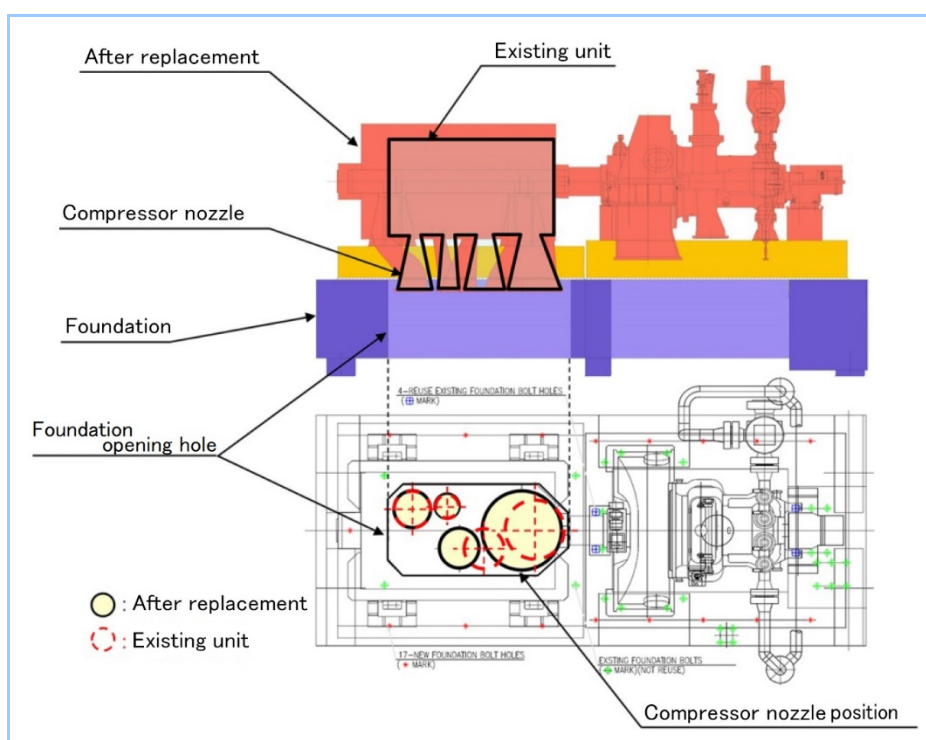 After replacement
Existing unit
Compressor nozzle
Foundation
4-REUSE EXISTING FOUNDATION BOLT HOLES
( MARK)
Foundation
opening hole
: After replacement
: Existing unit
17-NEW FOUNDATION BOLT HOLES
( MARK)
EXSTING FOUNDATION BOLTS
( MARK)(NOT REUSE)
Compressor nozzle position